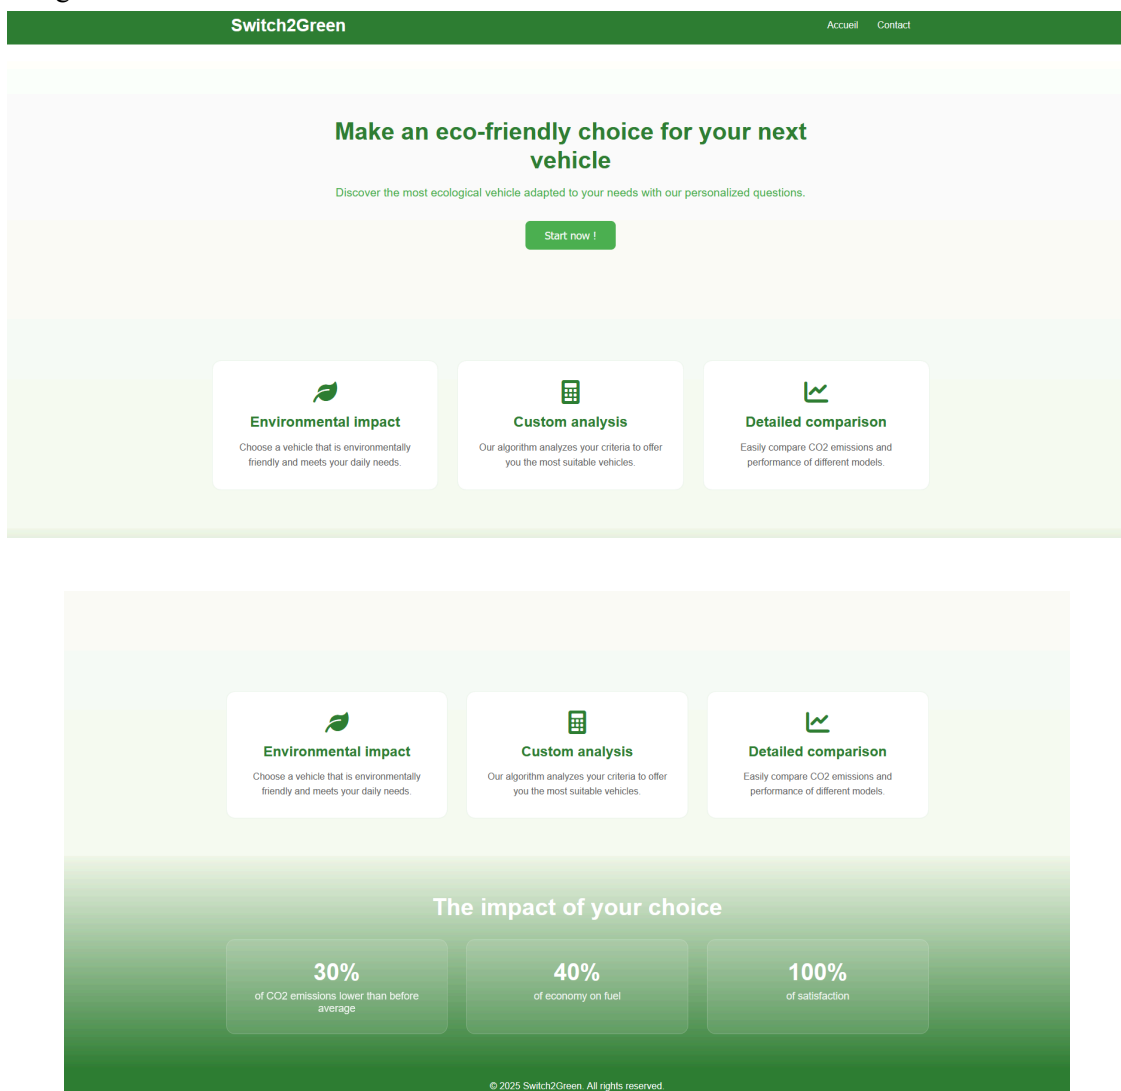 Switch2Green
Accueil Contact
Make an eco-friendly choice for your next
vehicle
Discover the most ecological vehicle adapted to your needs with our personalized questions.
Start now !
Environmental impact
Choose a vehicle that is environmentally
friendly and meets your daily needs.
Custom analysis
Our algorithm analyzes your criteria to offer
you the most suitable vehicles.
Detailed comparison
Easily compare CO2 emissions and
performance of different models.
Environmental impact
Choose a vehicle that is environmentally
friendly and meets your daily needs.
Custom analysis
Our algorithm analyzes your criteria to offer
you the most suitable vehicles.
Detailed comparison
Easily compare CO2 emissions and
performance of different models.
The impact of your choice
30%
of CO2 emissions lower than before
average
40%
of economy on fuel
100%
of satisfaction
© 2025 Switch2Green. All rights reserved.